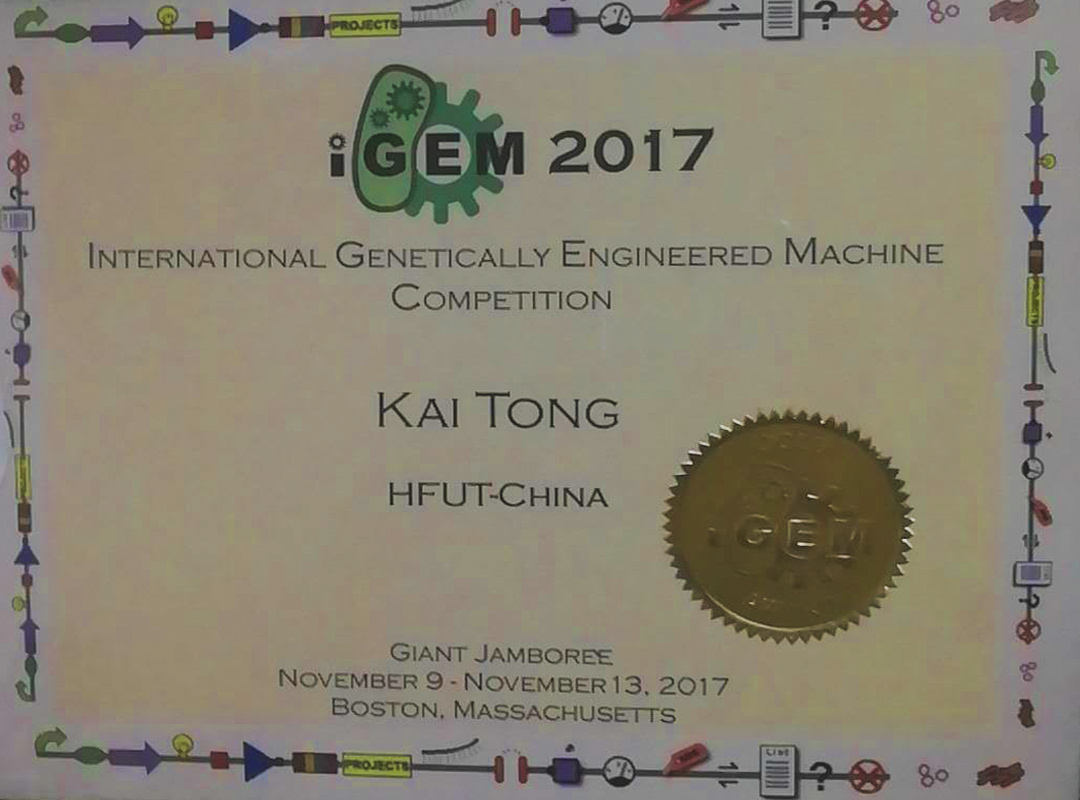 PROJECTS
iGEM 2017
INTERNATIONAL GENETICALLY ENGINEERED MACHINE
COMPETITION
KAI TONG
HFUT-CHINA
iGEM
GIANT JAMBOREE
NOVEMBER 9 - NOVEMBER 13, 2017
BOSTON, MASSACHUSETTS
PROJECTS
PROJECTS